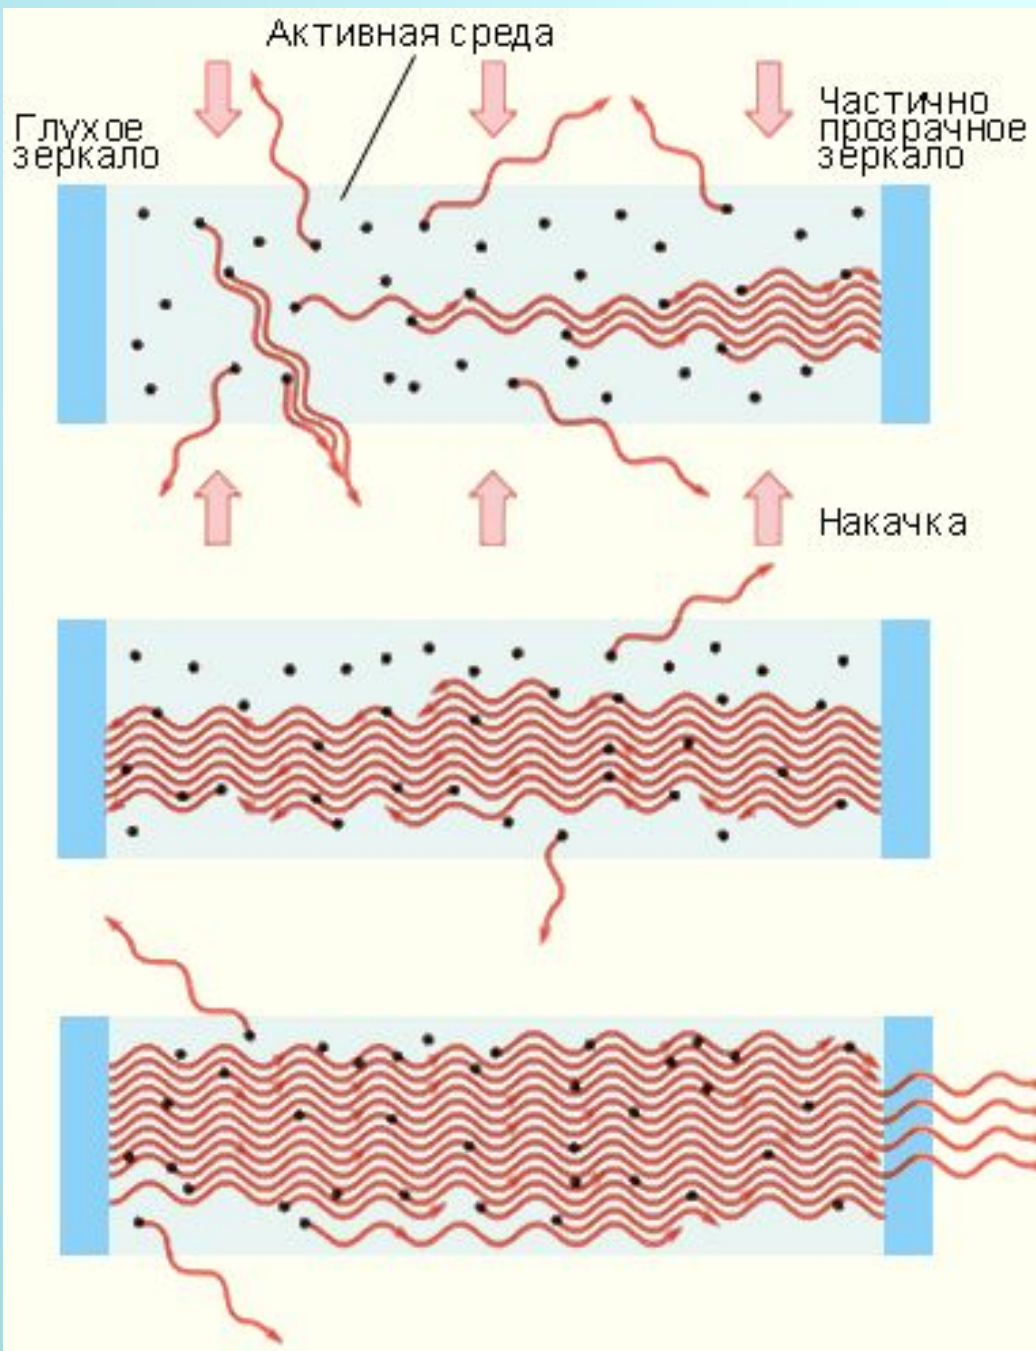 Активная среда
Глухое
зеркало
Частично
прозрачное
зеркало
Накачка